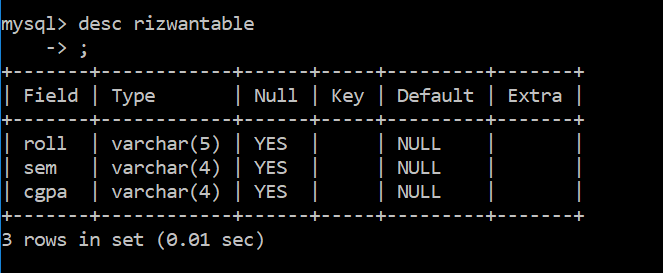 mysql> desc rizwantable
    -> ;
+-------+------------+------+-----+---------+-------+
| Field | Type       | Null | Key | Default | Extra |
+-------+------------+------+-----+---------+-------+
| roll  | varchar(5) | YES  |     | NULL    |       |
| sem   | varchar(4) | YES  |     | NULL    |       |
| cgpa  | varchar(4) | YES  |     | NULL    |       |
+-------+------------+------+-----+---------+-------+
3 rows in set (0.01 sec)